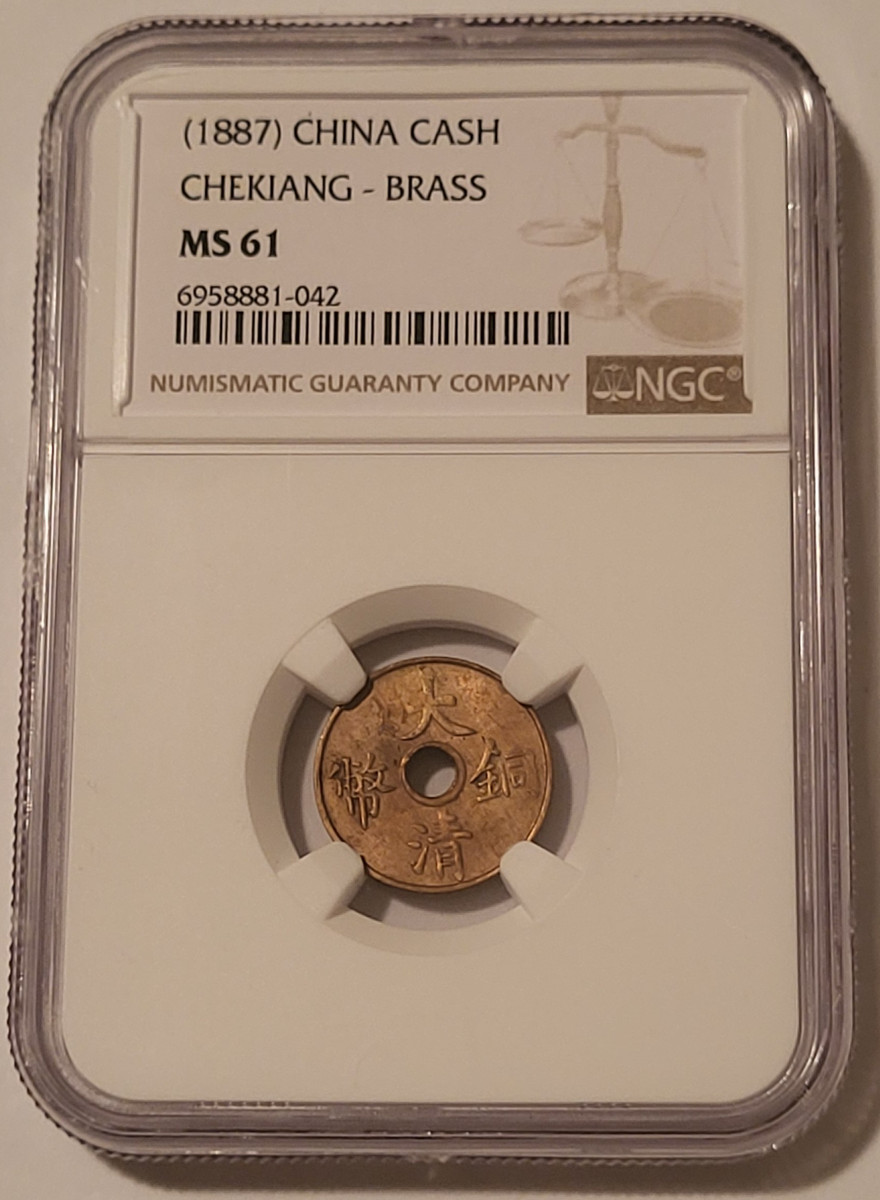 (1887) CHINA CASH
CHEKIANG - BRASS
MS 61
6958881-042
NUMISMATIC GUARANTY COMPANY
NGC®
大
幣 銅
清